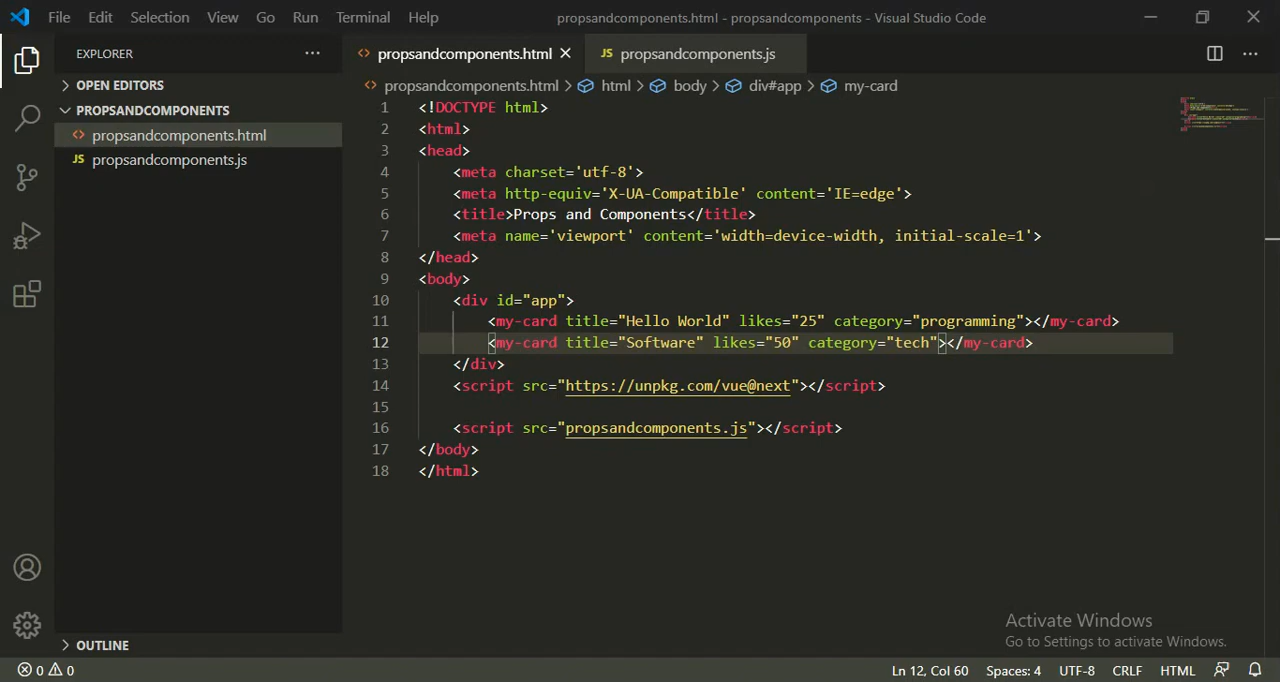 File Edit Selection View Go Run Terminal Help propsandcomponents.html - propsandcomponents - Visual Studio Code
EXPLORER
OPEN EDITORS
PROPSANDCOMPONENTS
propsandcomponents.html
JS propsandcomponents.js
OUTLINE
propsandcomponents.html JS propsandcomponents.js
propsandcomponents.html > html > body > div#app > my-card
1 <!DOCTYPE html>
2 <html>
3 <head>
4 <meta charset='utf-8'>
5 <meta http-equiv='X-UA-Compatible' content='IE=edge'>
6 <title>Props and Components</title>
7 <meta name='viewport' content='width=device-width, initial-scale=1'>
8 </head>
9 <body>
10 <div id="app">
11 <my-card title="Hello World" likes="25" category="programming"></my-card>
12 <my-card title="Software" likes="50" category="tech"></my-card>
13 </div>
14 <script src="https://unpkg.com/vue@next"></script>
15
16 <script src="propsandcomponents.js"></script>
17 </body>
18 </html>
Activate Windows
Go to Settings to activate Windows.
0 0 Ln 12, Col 60 Spaces: 4 UTF-8 CRLF HTML